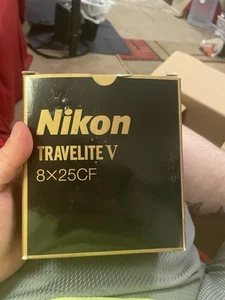 Nikon
TRAVELITE V
8×25CF